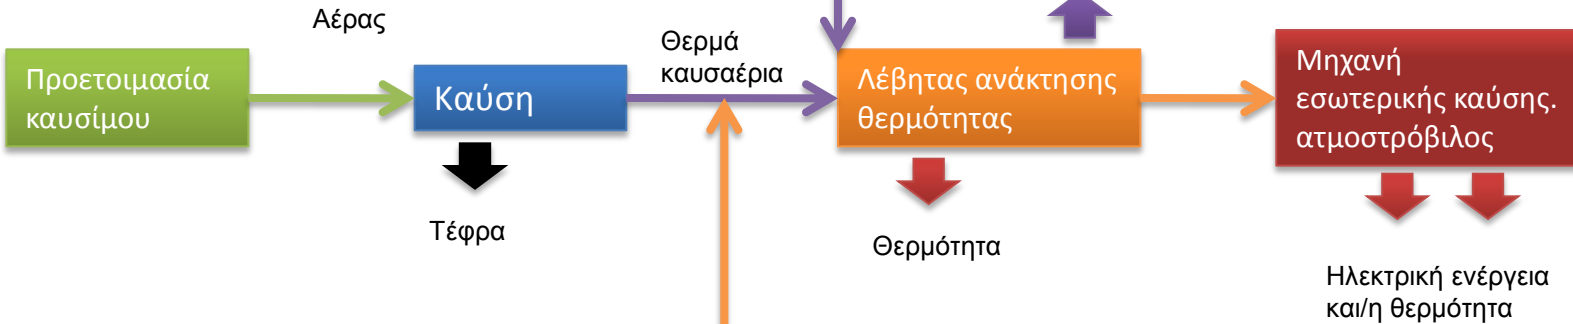 Αέρας
Προετοιμασία
καυσίμου
Καύση
Θερμά
καυσαέρια
Λέβητας ανάκτησης
θερμότητας
Μηχανή
εσωτερικής καύσης.
ατμοστρόβιλος
Τέφρα
Θερμότητα
Ηλεκτρική ενέργεια
και/η θερμότητα